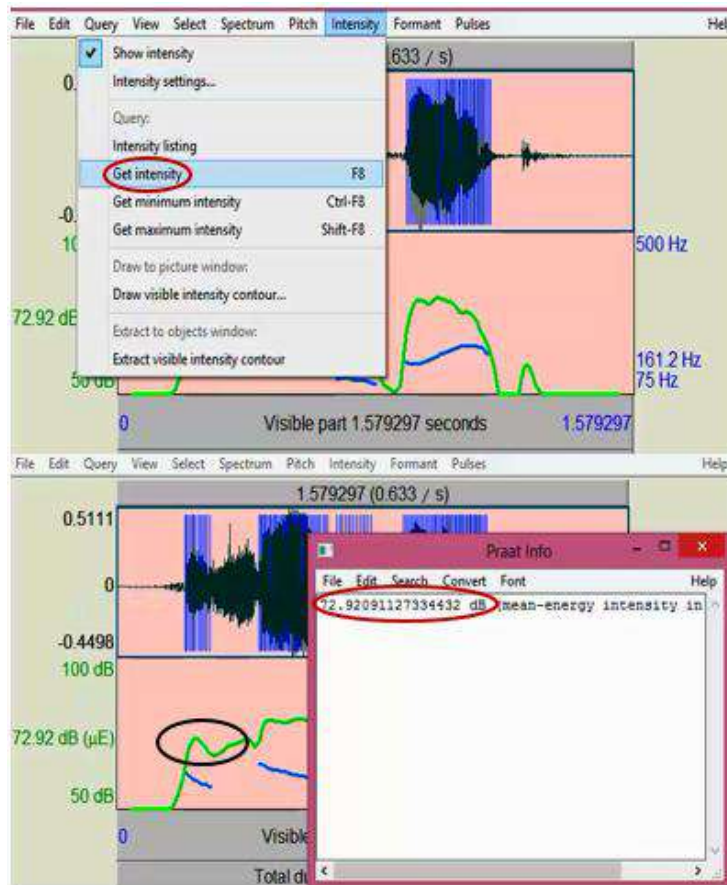 File Edit Query View Select Spectrum Pitch Intensity Formant Pulses Hel
Show intensity
.633 / s)
Intensity settings...
0.
Query:
Intensity listing
Get intensity F8
Get minimum intensity Ctrl-F8
-0.
Get maximum intensity Shift-F8
10
500 Hz
Draw to picture window:
Draw visible intensity contour...
72.92 dB
Extract to objects window:
Extract visible intensity contour
161.2 Hz
50 dB
75 Hz
0 Visible part 1.579297 seconds 1.579297
File Edit Query View Select Spectrum Pitch Intensity Formant Pulses Help
1.579297 (0.633 / s)
0.5111
Praat Info
0
File Edit Search Convert Font Help
72.92091127334432 dB (mean-energy intensity in
-0.4498
100 dB
72.92 dB (µE)
50 dB
0 Visible
Total du